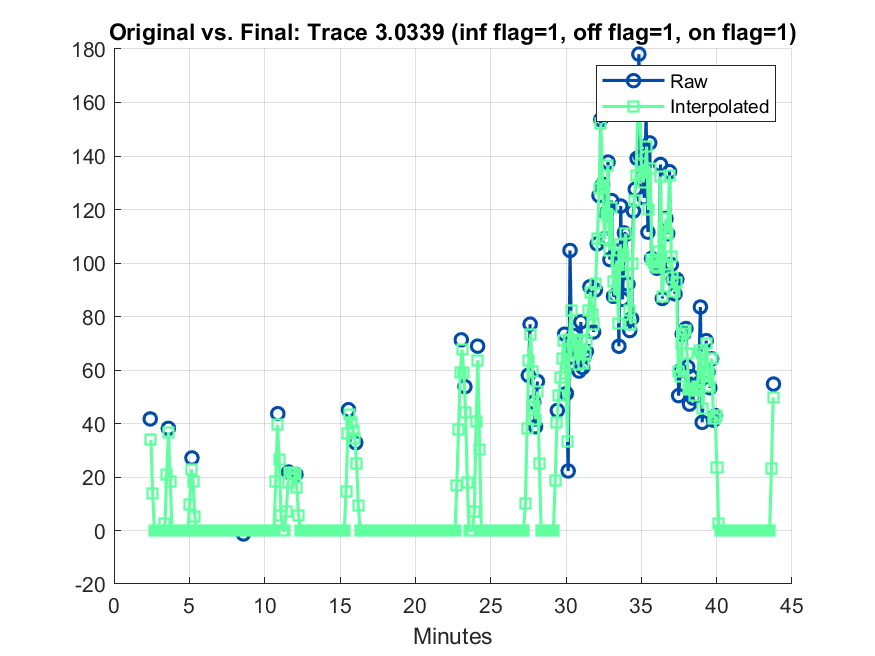 Original vs. Final: Trace 3.0339 (inf flag=1, off flag=1, on flag=1)
180
160
140
120
100
80
60
40
20
0
-20
Raw
Interpolated
0 5 10 15 20 25 30 35 40 45
Minutes